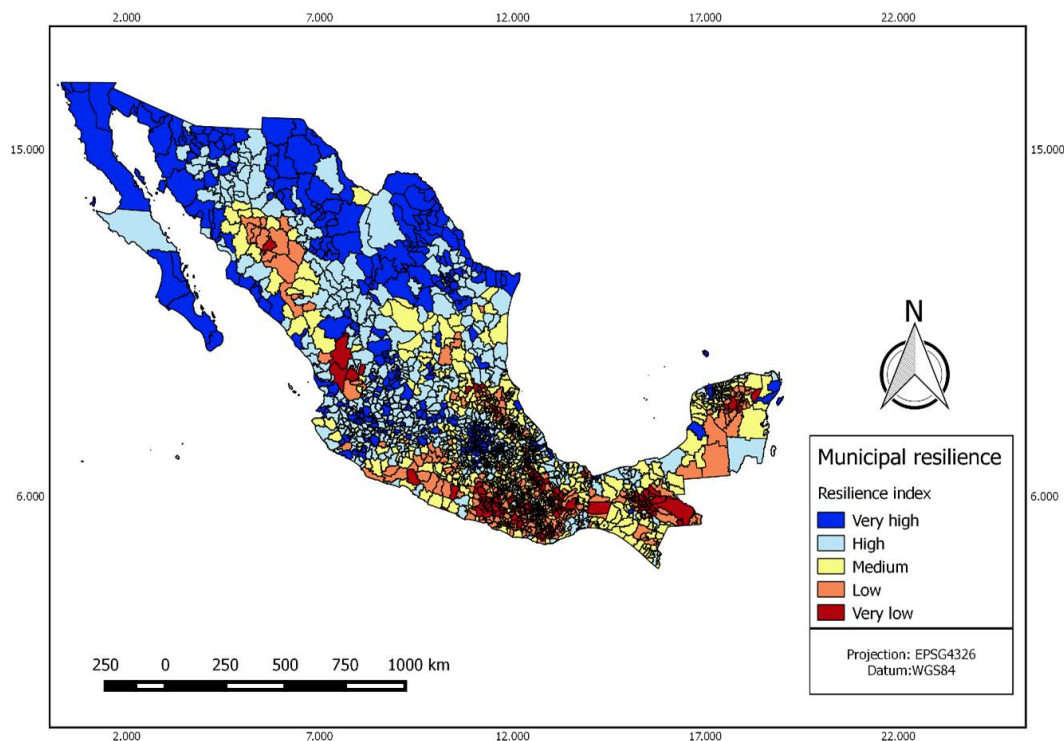 2.000 7.000 12.000 17.000 22.000
15.000 15.000
N
Municipal resilience
Resilience index
Very high
High
Medium
Low
Very low
6.000 6.000
Projection: EPSG4326
Datum:WGS84
250 0 250 500 750 1000 km
2.000 7.000 12.000 17.000 22.000